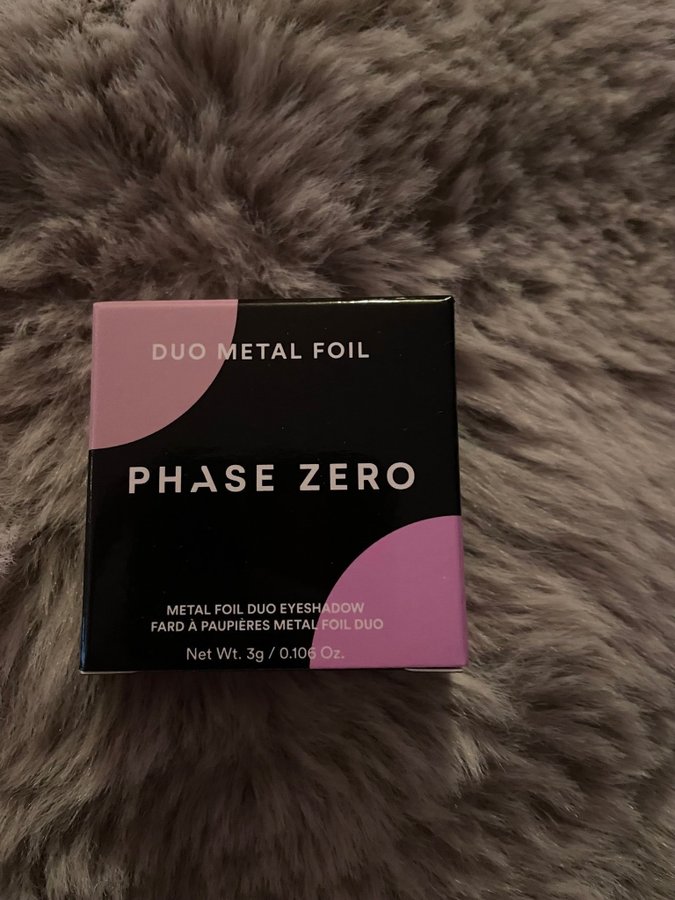 DUO METAL FOIL
PHASE ZERO
METAL FOIL DUO EYESHADOW
FARD À PAUPIÈRES METAL FOIL DUO
Net Wt. 3g / 0.106 Oz.